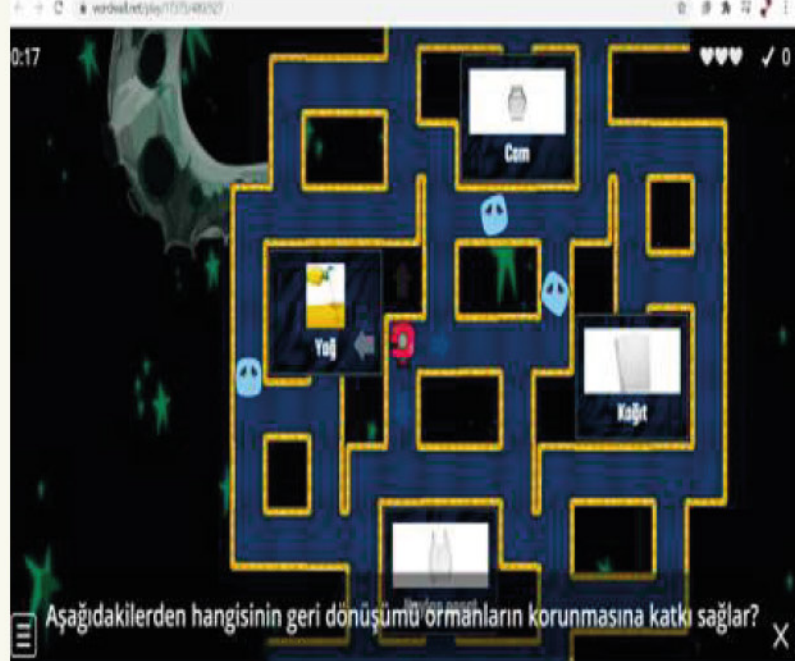 0:17
0
Cam
Yağ
Kağıt
Aşağıdakilerden hangisinin geri dönüşümü ormanların korunmasına katkı sağlar?